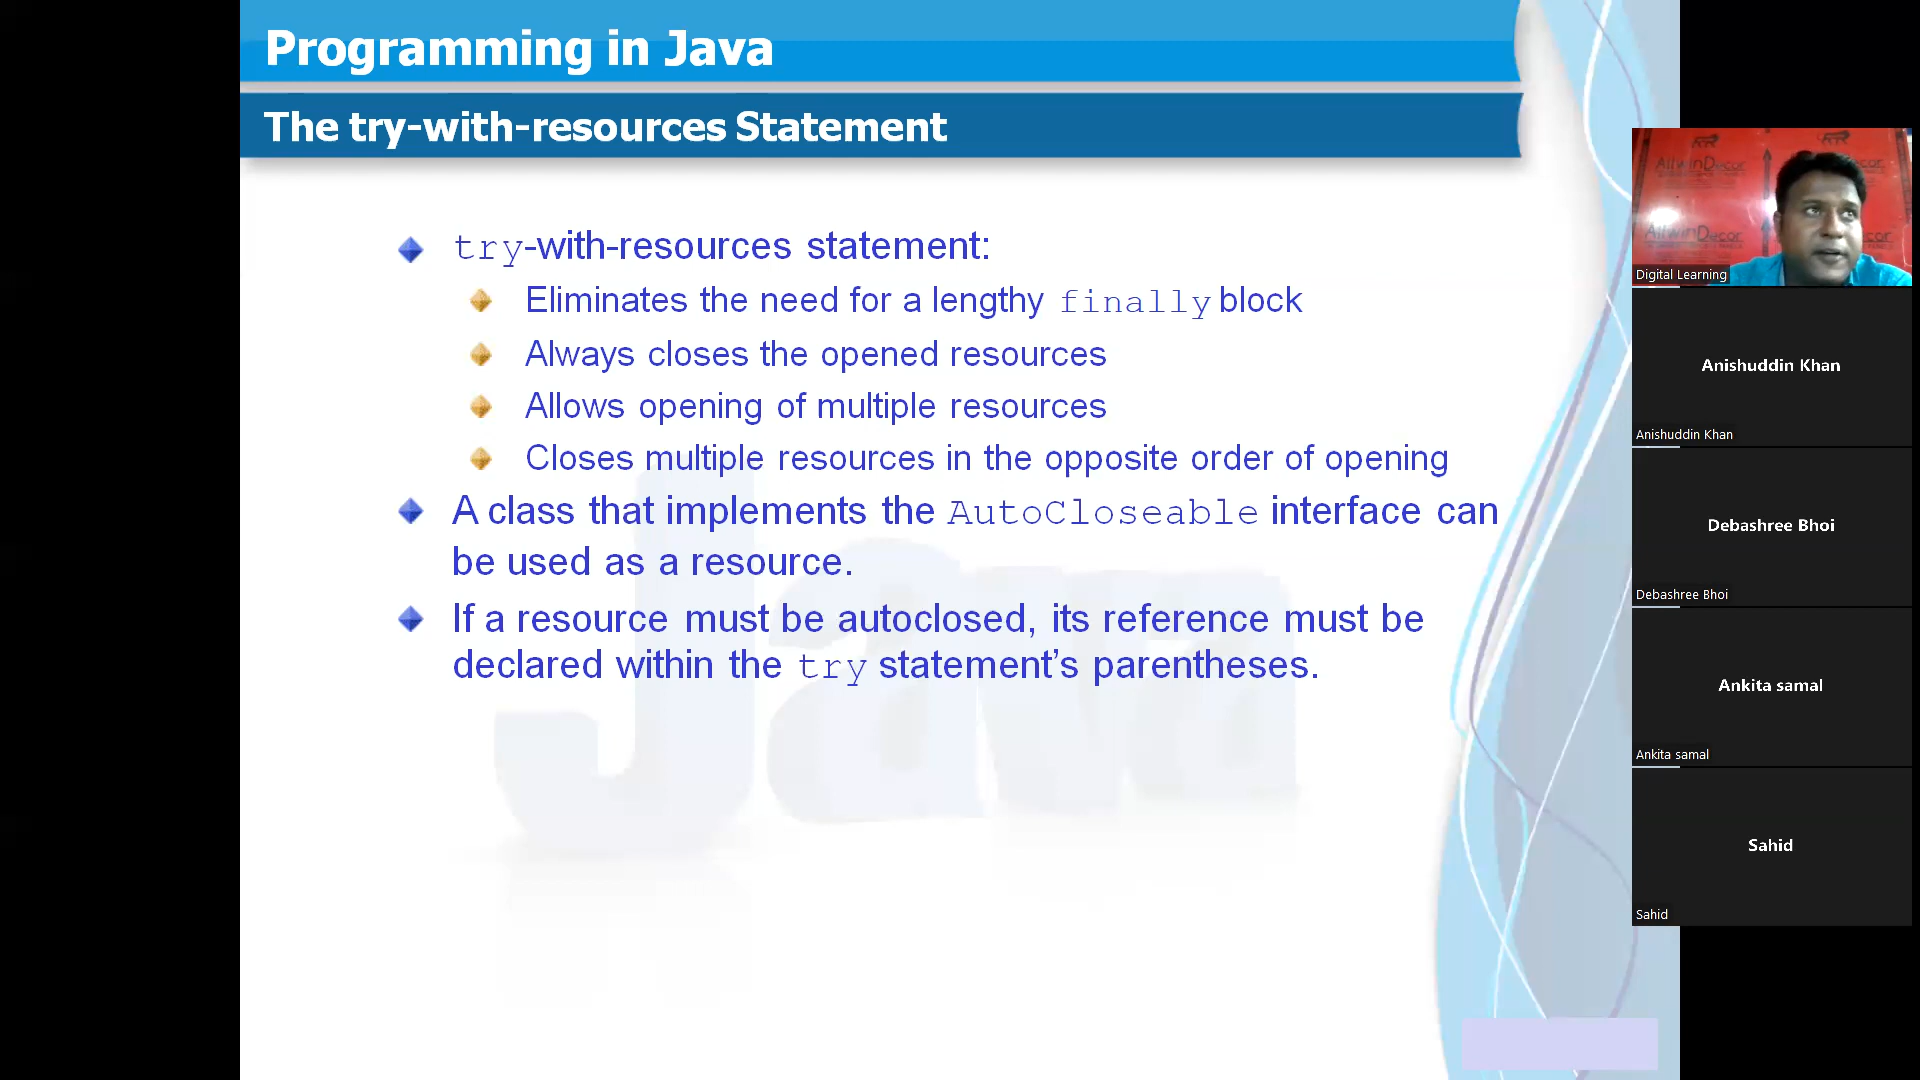 Programming in Java
The try-with-resources Statement
try-with-resources statement:
Eliminates the need for a lengthy finally block
Always closes the opened resources
Allows opening of multiple resources
Closes multiple resources in the opposite order of opening
A class that implements the AutoCloseable interface can
be used as a resource.
If a resource must be autoclosed, its reference must be
declared within the try statement’s parentheses.
Java
AllwinDecor
AllwinDecor
Digital Learning
Anishuddin Khan
Anishuddin Khan
Debashree Bhoi
Debashree Bhoi
Ankita samal
Ankita samal
Sahid
Sahid